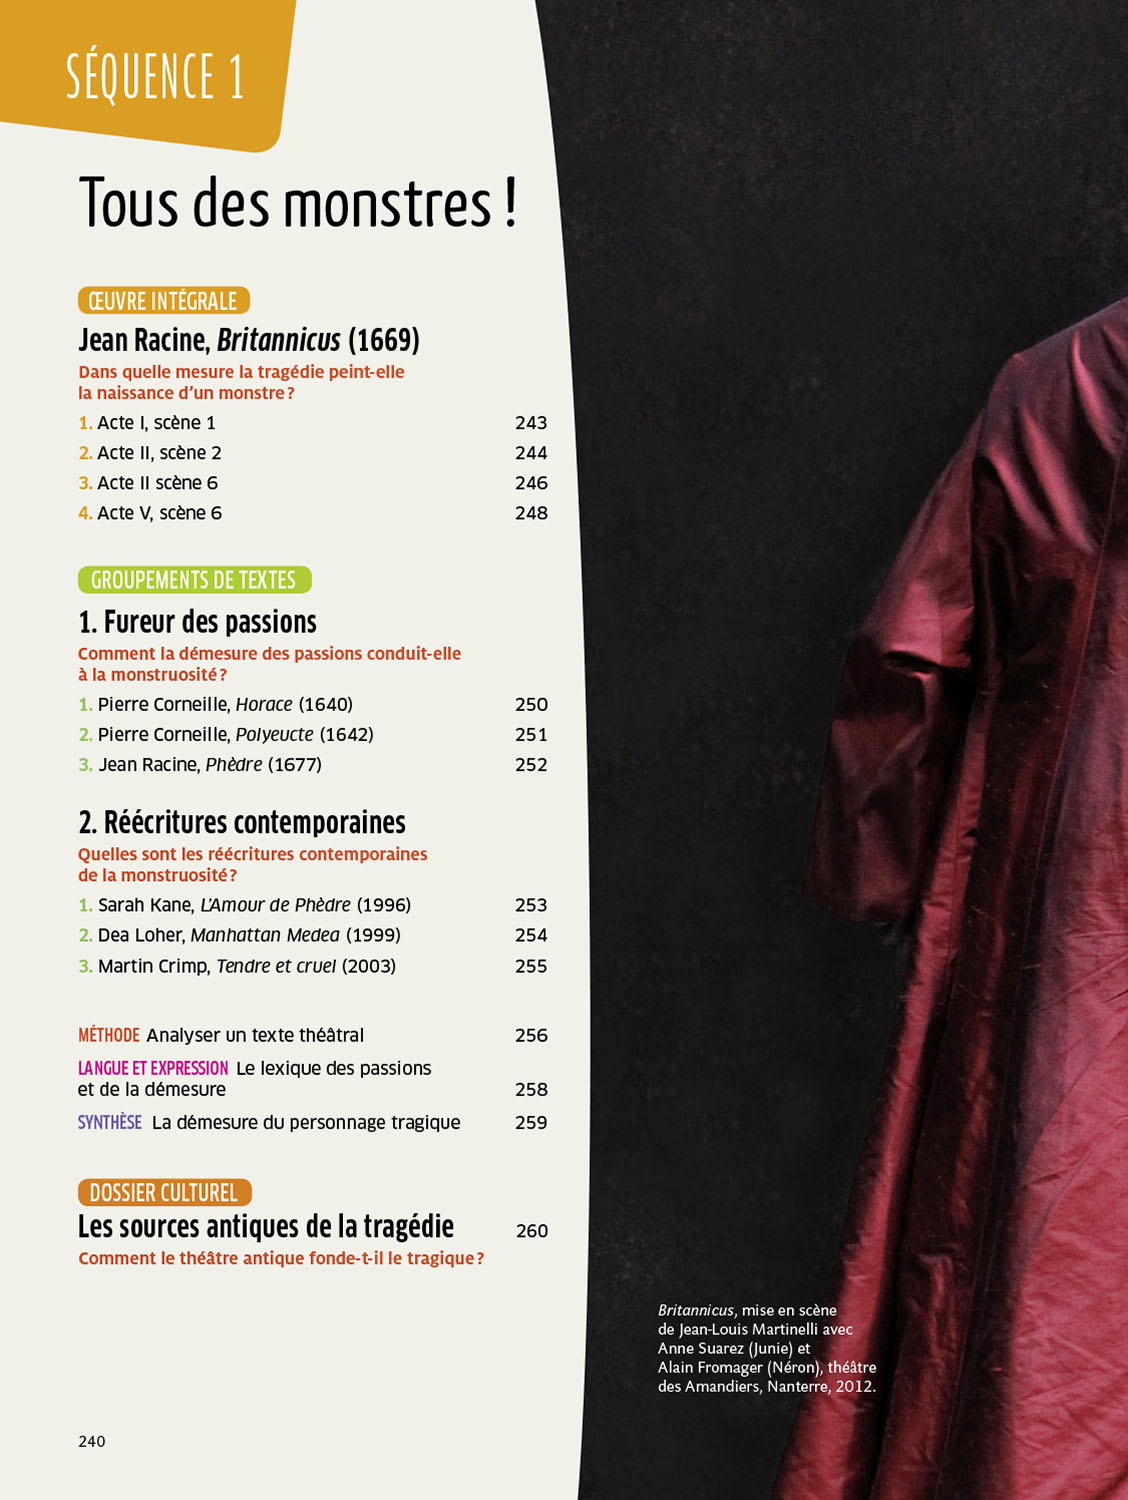 SÉQUENCE 1
Tous des monstres !
ŒUVRE INTÉGRALE
Jean Racine, Britannicus (1669)
Dans quelle mesure la tragédie peint-elle
la naissance d’un monstre ?
1. Acte I, scène 1 243
2. Acte II, scène 2 244
3. Acte II scène 6 246
4. Acte V, scène 6 248
GROUPEMENTS DE TEXTES
1. Fureur des passions
Comment la démesure des passions conduit-elle
à la monstruosité ?
1. Pierre Corneille, Horace (1640) 250
2. Pierre Corneille, Polyeucte (1642) 251
3. Jean Racine, Phèdre (1677) 252
2. Réécritures contemporaines
Quelles sont les réécritures contemporaines
de la monstruosité ?
1. Sarah Kane, L’Amour de Phèdre (1996) 253
2. Dea Loher, Manhattan Medea (1999) 254
3. Martin Crimp, Tendre et cruel (2003) 255
MÉTHODE Analyser un texte théâtral 256
LANGUE ET EXPRESSION Le lexique des passions
et de la démesure 258
SYNTHÈSE La démesure du personnage tragique 259
DOSSIER CULTUREL
Les sources antiques de la tragédie 260
Comment le théâtre antique fonde-t-il le tragique ?
Britannicus, mise en scène
de Jean-Louis Martinelli avec
Anne Suarez (Junie) et
Alain Fromager (Néron), théâtre
des Amandiers, Nanterre, 2012.
240